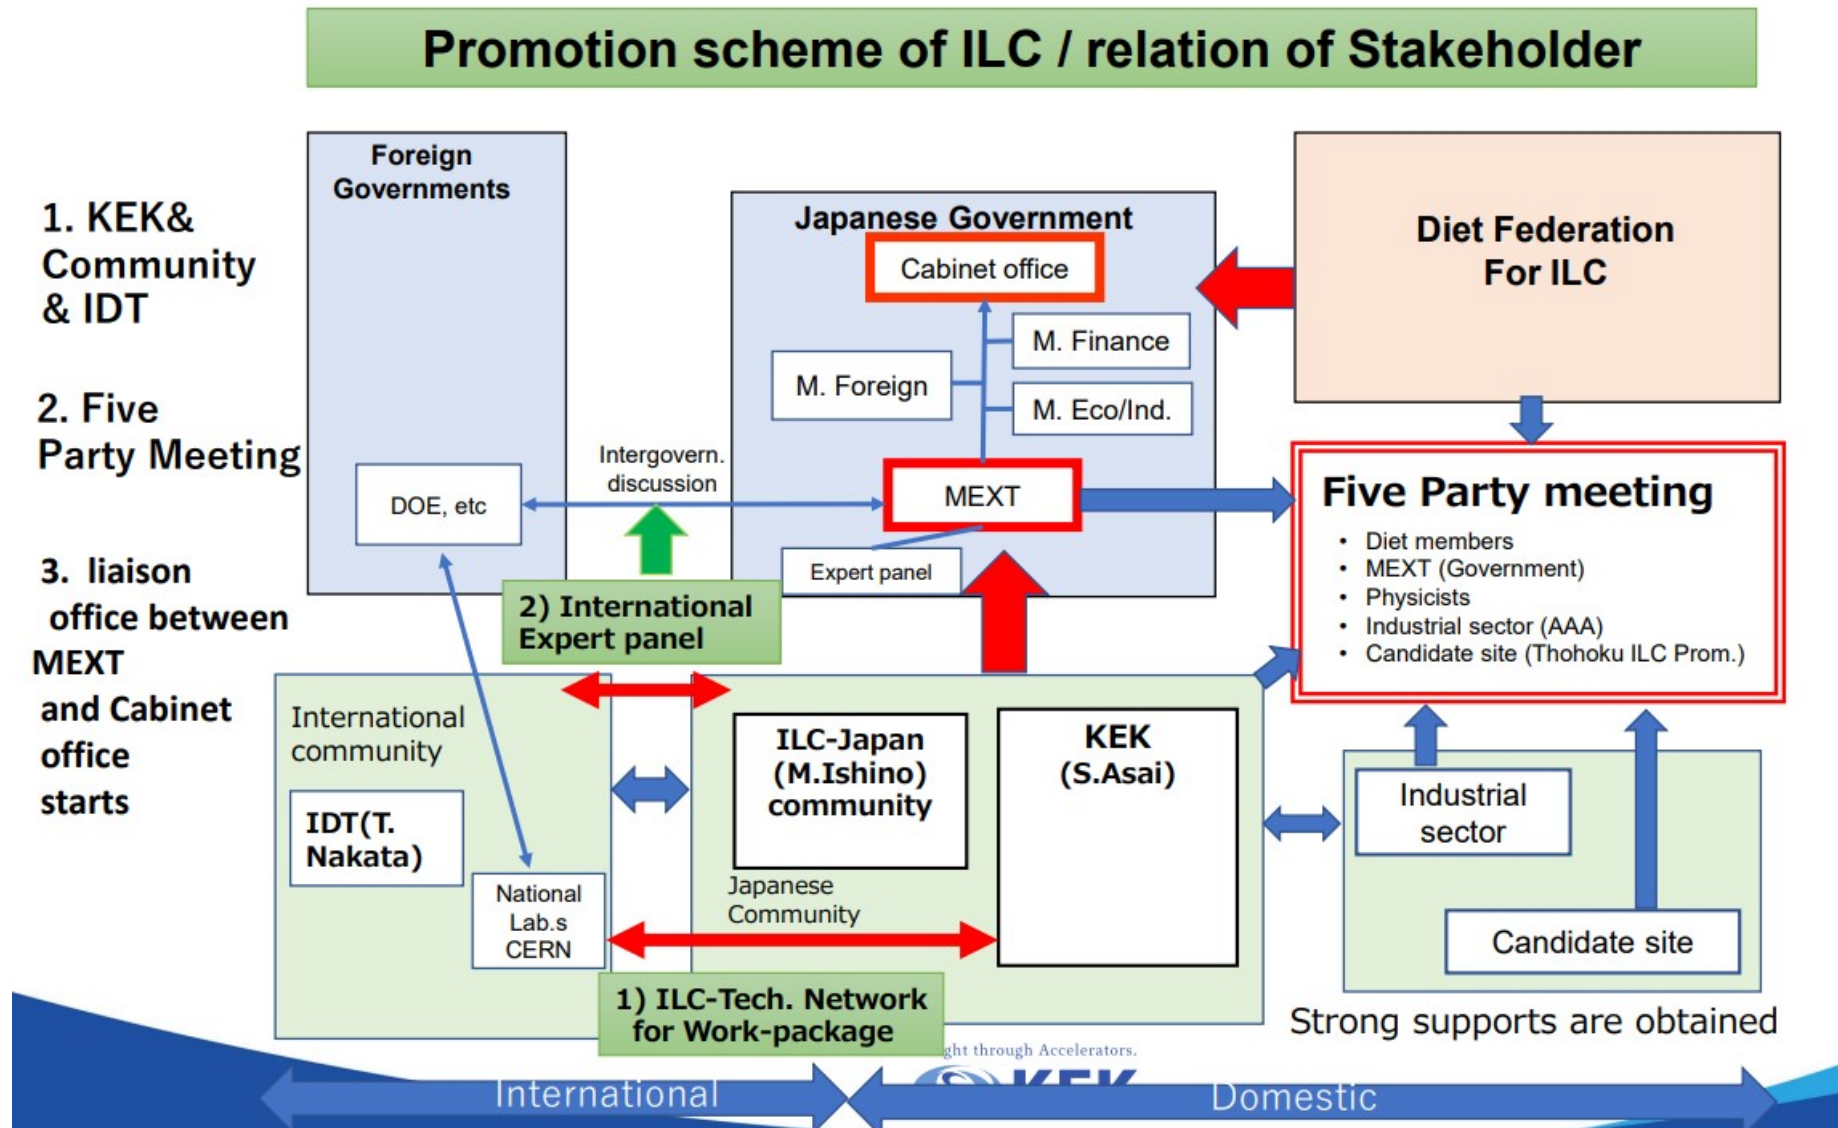 Promotion scheme of ILC / relation of Stakeholder
1. KEK&
Community
& IDT
2. Five
Party Meeting
3. liaison
office between
MEXT
and Cabinet
office
starts
Foreign
Governments
DOE, etc
Intergovern.
discussion
Japanese Government
Cabinet office
M. Finance
M. Foreign
M. Eco/Ind.
MEXT
Expert panel
Diet Federation
For ILC
Five Party meeting
• Diet members
• MEXT (Government)
• Physicists
• Industrial sector (AAA)
• Candidate site (Thohoku ILC Prom.)
2) International
Expert panel
International
community
IDT(T.
Nakata)
National
Lab.s
CERN
ILC-Japan
(M.Ishino)
community
Japanese
Community
KEK
(S.Asai)
1) ILC-Tech. Network
for Work-package
Industrial
sector
Candidate site
Strong supports are obtained
ght through Accelerators.
KEK
International
Domestic